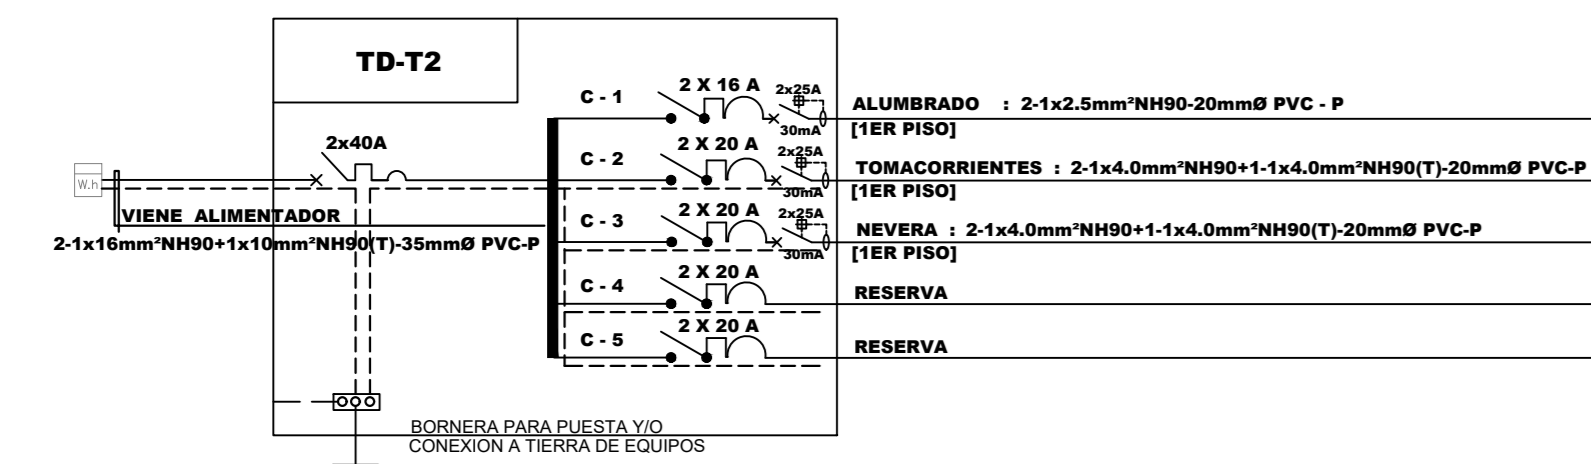 TD-T2
W.h
2x40A
VIENE ALIMENTADOR
2-1x16mm²NH90+1x10mm²NH90(T)-35mmØ PVC-P
C - 1
2 X 16 A
2x25A
30mA
ALUMBRADO : 2-1x2.5mm²NH90-20mmØ PVC - P
[1ER PISO]
C - 2
2 X 20 A
2x25A
30mA
TOMACORRIENTES : 2-1x4.0mm²NH90+1-1x4.0mm²NH90(T)-20mmØ PVC-P
[1ER PISO]
C - 3
2 X 20 A
2x25A
30mA
NEVERA : 2-1x4.0mm²NH90+1-1x4.0mm²NH90(T)-20mmØ PVC-P
[1ER PISO]
C - 4
2 X 20 A
RESERVA
C - 5
2 X 20 A
RESERVA
BORNERA PARA PUESTA Y/O
CONEXION A TIERRA DE EQUIPOS